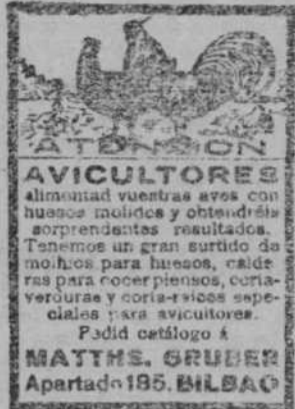 ATENCION
AVICULTORES
alimentad vuestras aves con
huesos molidos y obtendréis
sorprendentes resultados.
Tenemos un gran surtido de
molinos para huesos, calde-
ras para cocer piensos, corta-
verduras y corta-raíces espe-
ciales para avicultores.
Pedid catálogo á
MATTHS. GRUBER
Apartado 185. BILBAO